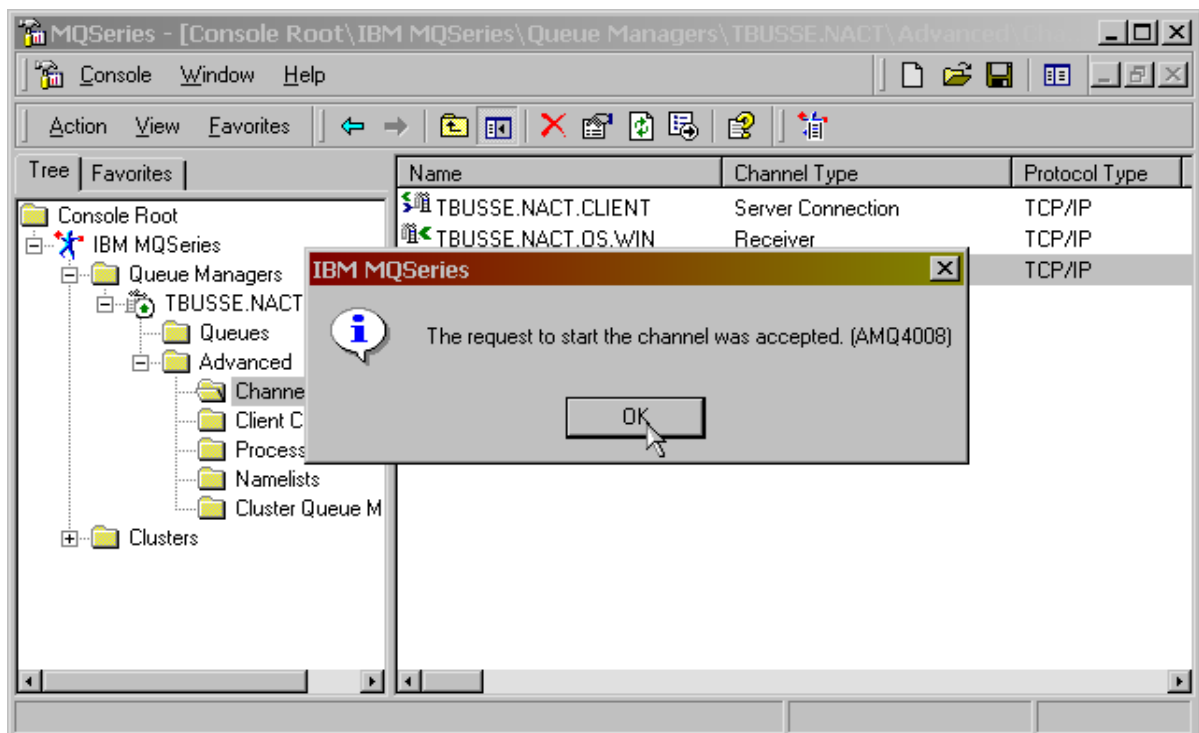 MQSeries - [Console Root\IBM MQSeries\Queue Managers\TBUSSE.NACT\Advanced\Cha
Console Window Help
Action View Favorites
Tree Favorites
Name Channel Type Protocol Type
Console Root
TBUSSE.NACT.CLIENT Server Connection TCP/IP
IBM MQSeries
TBUSSE.NACT.OS.WIN Receiver TCP/IP
Queue Managers
IBM MQSeries
TCP/IP
TBUSSE.NACT
Queues
The request to start the channel was accepted. (AMQ4008)
Advanced
Channe
OK
Client C
Process
Namelists
Cluster Queue M
Clusters